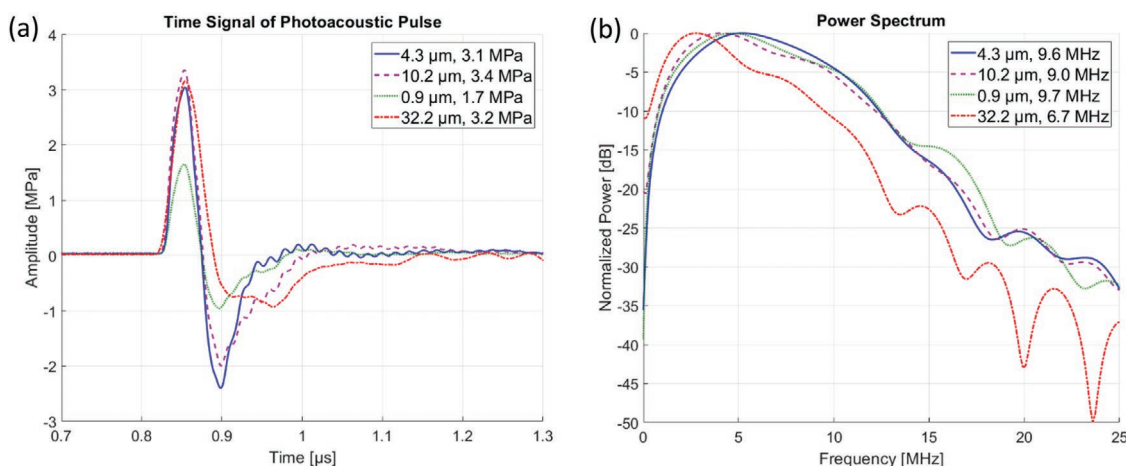 (a)
Time Signal of Photoacoustic Pulse
4.3 μm, 3.1 MPa
10.2 μm, 3.4 MPa
0.9 μm, 1.7 MPa
32.2 μm, 3.2 MPa
Amplitude [MPa]
4
3
2
1
0
-1
-2
-3
0.7 0.8 0.9 1 1.1 1.2 1.3
Time [μs]
(b)
Power Spectrum
4.3 μm, 9.6 MHz
10.2 μm, 9.0 MHz
0.9 μm, 9.7 MHz
32.2 μm, 6.7 MHz
Normalized Power [dB]
0
-5
-10
-15
-20
-25
-30
-35
-40
-45
-50
0 5 10 15 20 25
Frequency [MHz]